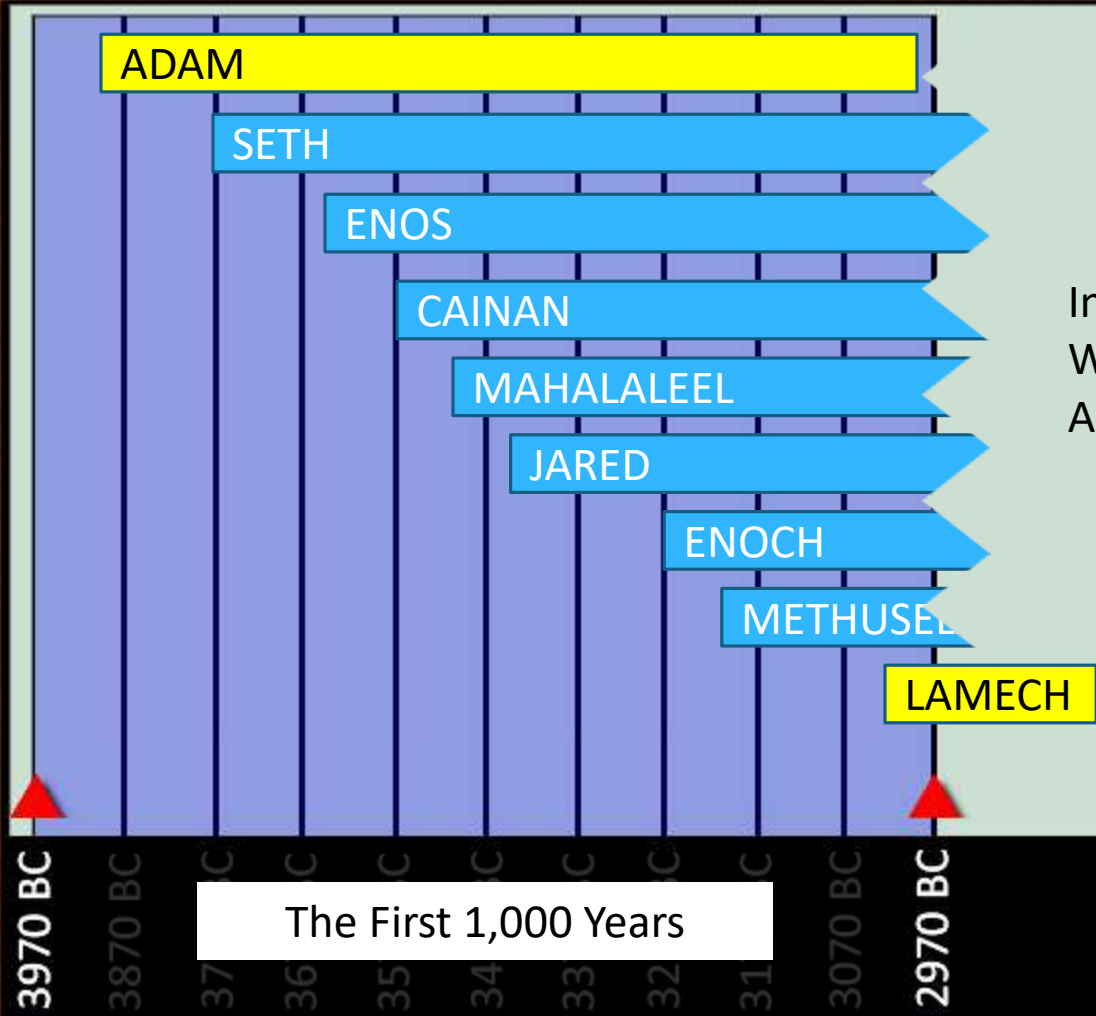 ADAM
SETH
ENOS
CAINAN
MAHALALEEL
JARED
ENOCH
METHUSEL
LAMECH
The First 1,000 Years
3970 BC
3870 BC
3070 BC
2970 BC